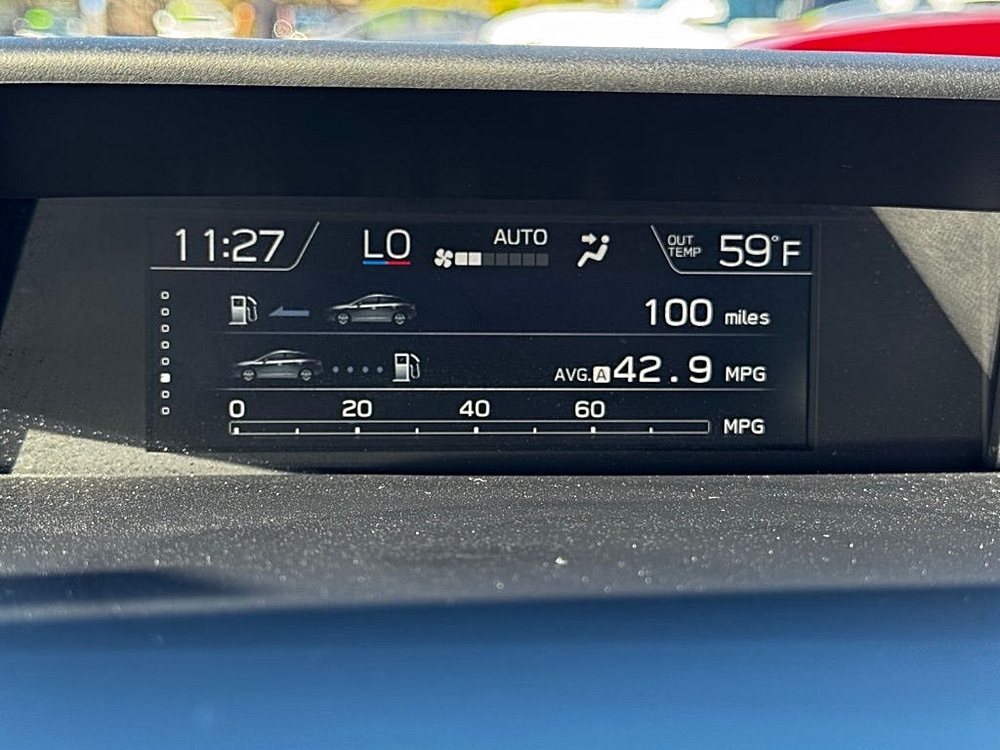 11:27 LO AUTO OUT TEMP 59°F
100 miles
AVG. A 42.9 MPG
0 20 40 60
MPG